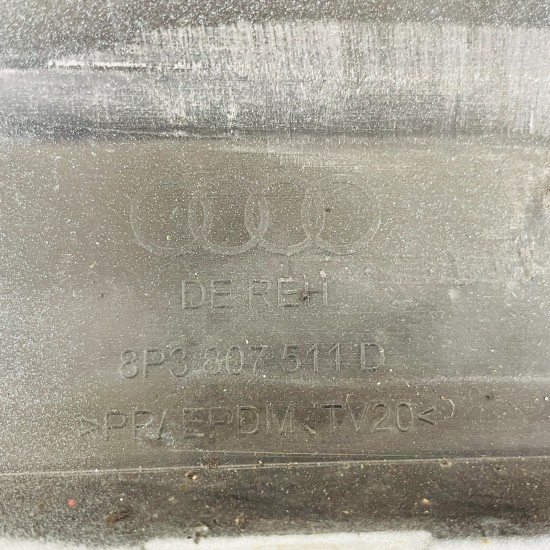 DE REH
8P3 807 511 D
>PP/EPDM-TV20<